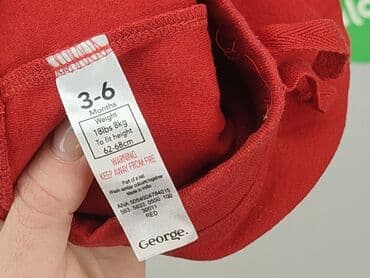 3-6
Months
Weight
18lbs 8kg
To fit height
62-68cm
WARNING
KEEP AWAY FROM FIRE
Part of a set
Wash similar colours together
Made in India
RED
George.